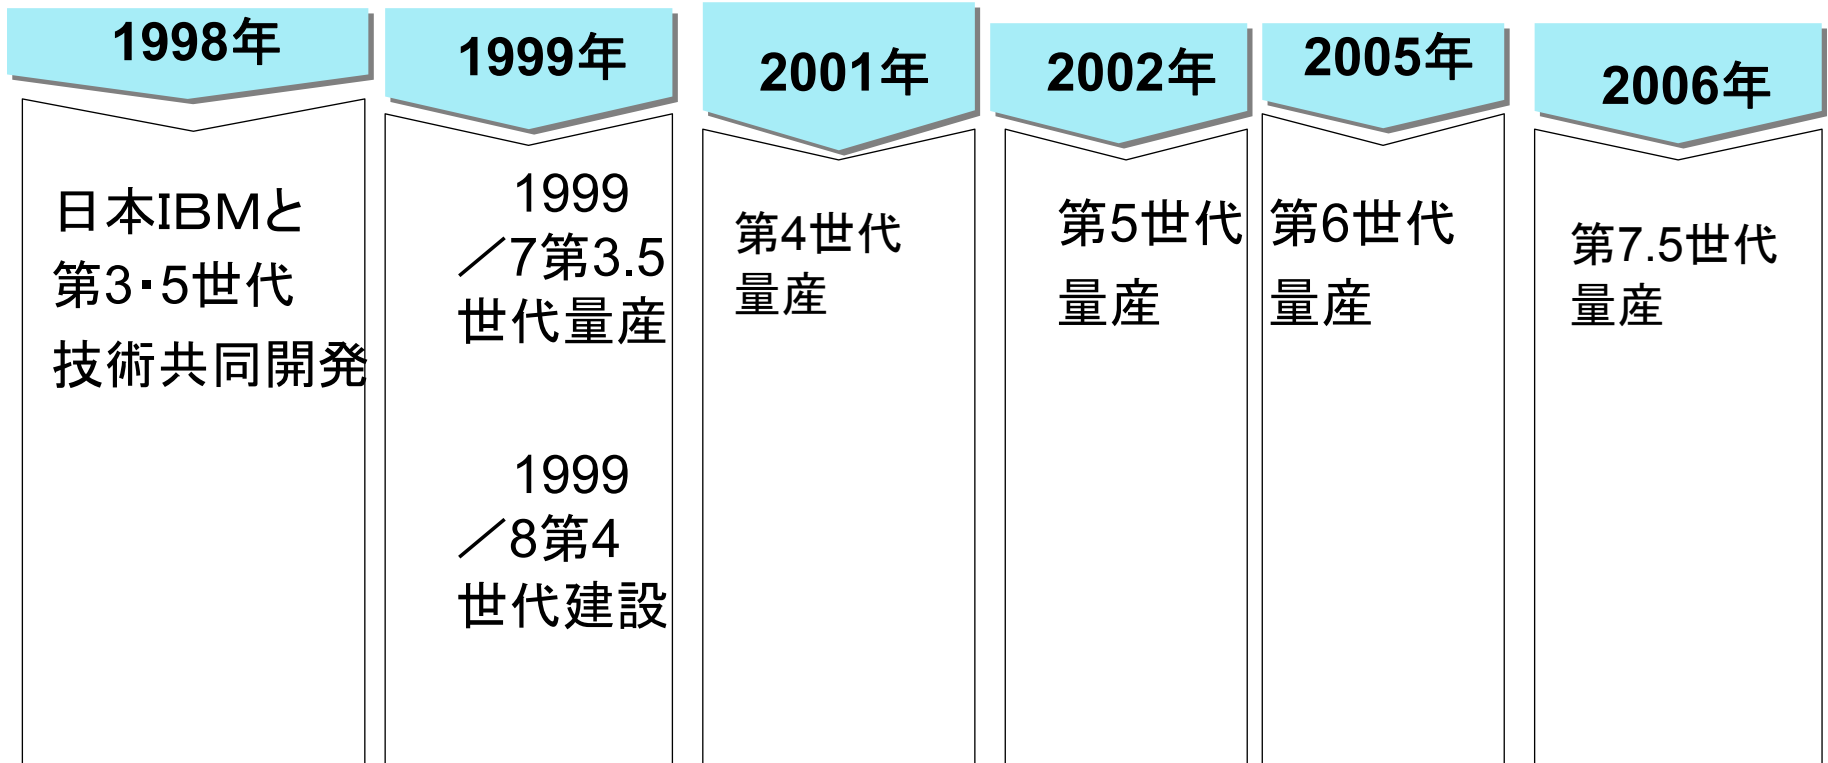 1998年
日本IBMと
第3・5世代
技術共同開発
1999年
1999
／7第3.5
世代量産
1999
／8第4
世代建設
2001年
第4世代
量産
2002年
第5世代
量産
2005年
第6世代
量産
2006年
第7.5世代
量産